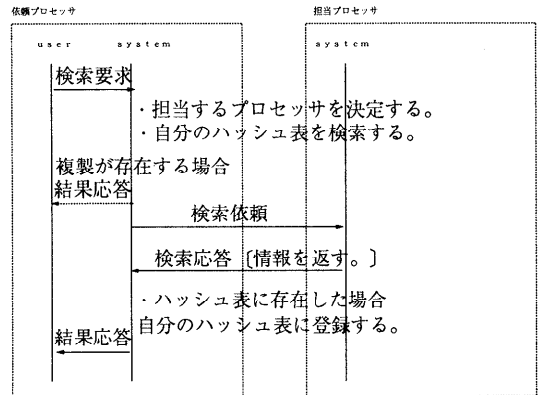 依頼プロセッサ
担当プロセッサ
user system
system
検索要求
・担当するプロセッサを決定する。
・自分のハッシュ表を検索する。
複製が存在する場合
結果応答
検索依頼
検索応答〔情報を返す。〕
・ハッシュ表に存在した場合
自分のハッシュ表に登録する。
結果応答